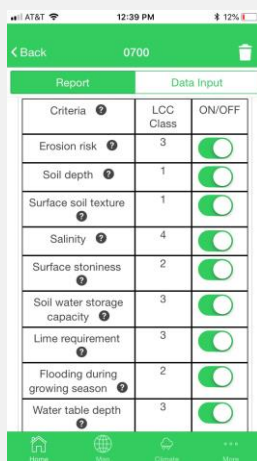 AT&T 12:39 PM 12%
Back 0700
Report Data Input
Criteria ? LCC ON/OFF
Class
Erosion risk ? 3
Soil depth ? 1
Surface soil texture 1
?
Salinity ? 4
Surface stoniness 2
?
Soil water storage 3
capacity ?
Lime requirement 3
?
Flooding during 2
growing season ?
Water table depth 3
?
Home Map Climate More